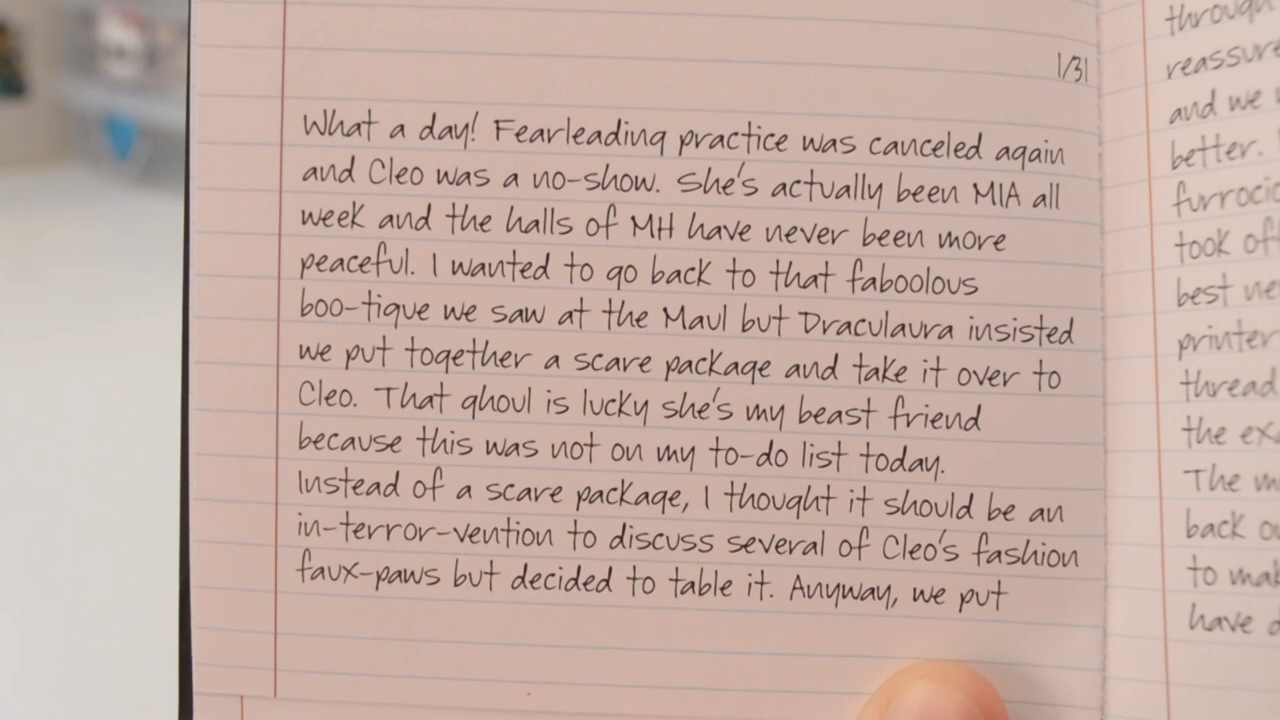 1/31
What a day! Fearleading practice was canceled again
and Cleo was a no-show. She's actually been MIA all
week and the halls of MH have never been more
peaceful. I wanted to go back to that faboolous
boo-tique we saw at the Maul but Draculaura insisted
we put together a scare package and take it over to
Cleo. That ghoul is lucky she's my beast friend
because this was not on my to-do list today.
Instead of a scare package, I thought it should be an
in-terror-vention to discuss several of Cleo's fashion
faux-paws but decided to table it. Anyway, we put
through
and we
better.
took
best
printer
thread
the
The
back
to
have